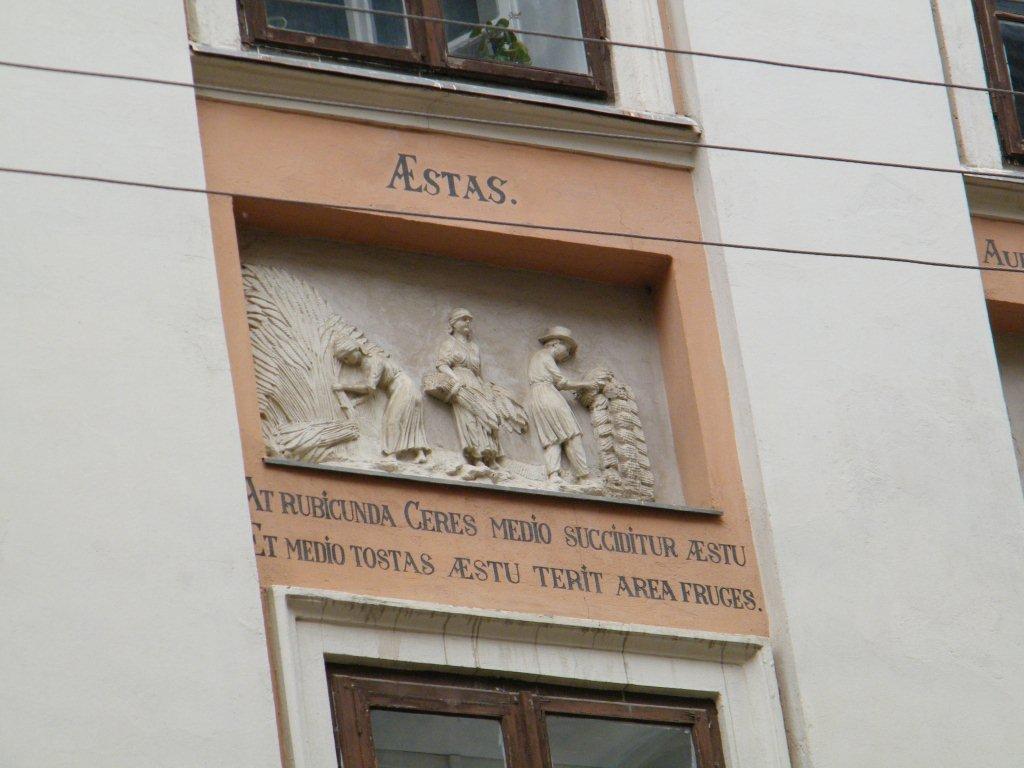 ÆSTAS.
AT RUBICUNDA CERES MEDIO SUCCIDITUR ÆSTU
ET MEDIO TOSTAS ÆSTU TERIT AREA FRUGES.